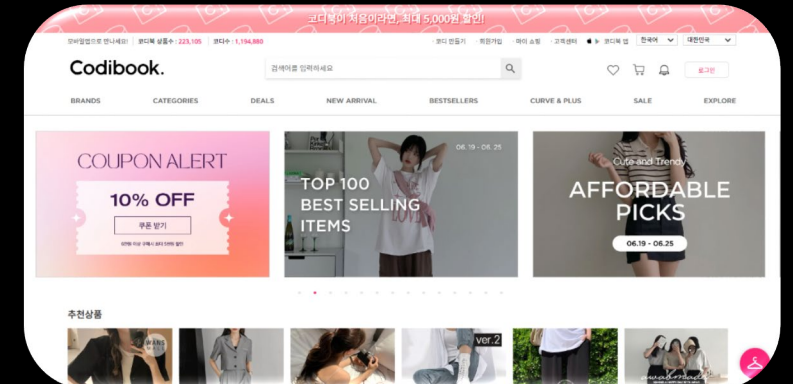 코디북이 처음이라면, 최대 5,000원 할인!
모바일앱으로 만나세요! 코디북 상품수 : 223,105 코디수 : 1,194,880
· 코디 만들기 · 회원가입 · 마이 쇼핑 · 고객센터 코디북 앱 한국어 대한민국
Codibook.
검색어를 입력하세요
로그인
BRANDS CATEGORIES DEALS NEW ARRIVAL BESTSELLERS CURVE & PLUS SALE EXPLORE
COUPON ALERT
10% OFF
쿠폰 받기
06.19 - 06.25
TOP 100
BEST SELLING
ITEMS
Cute and Trendy
AFFORDABLE
PICKS
06.19 - 06.25
추천상품
ver.2